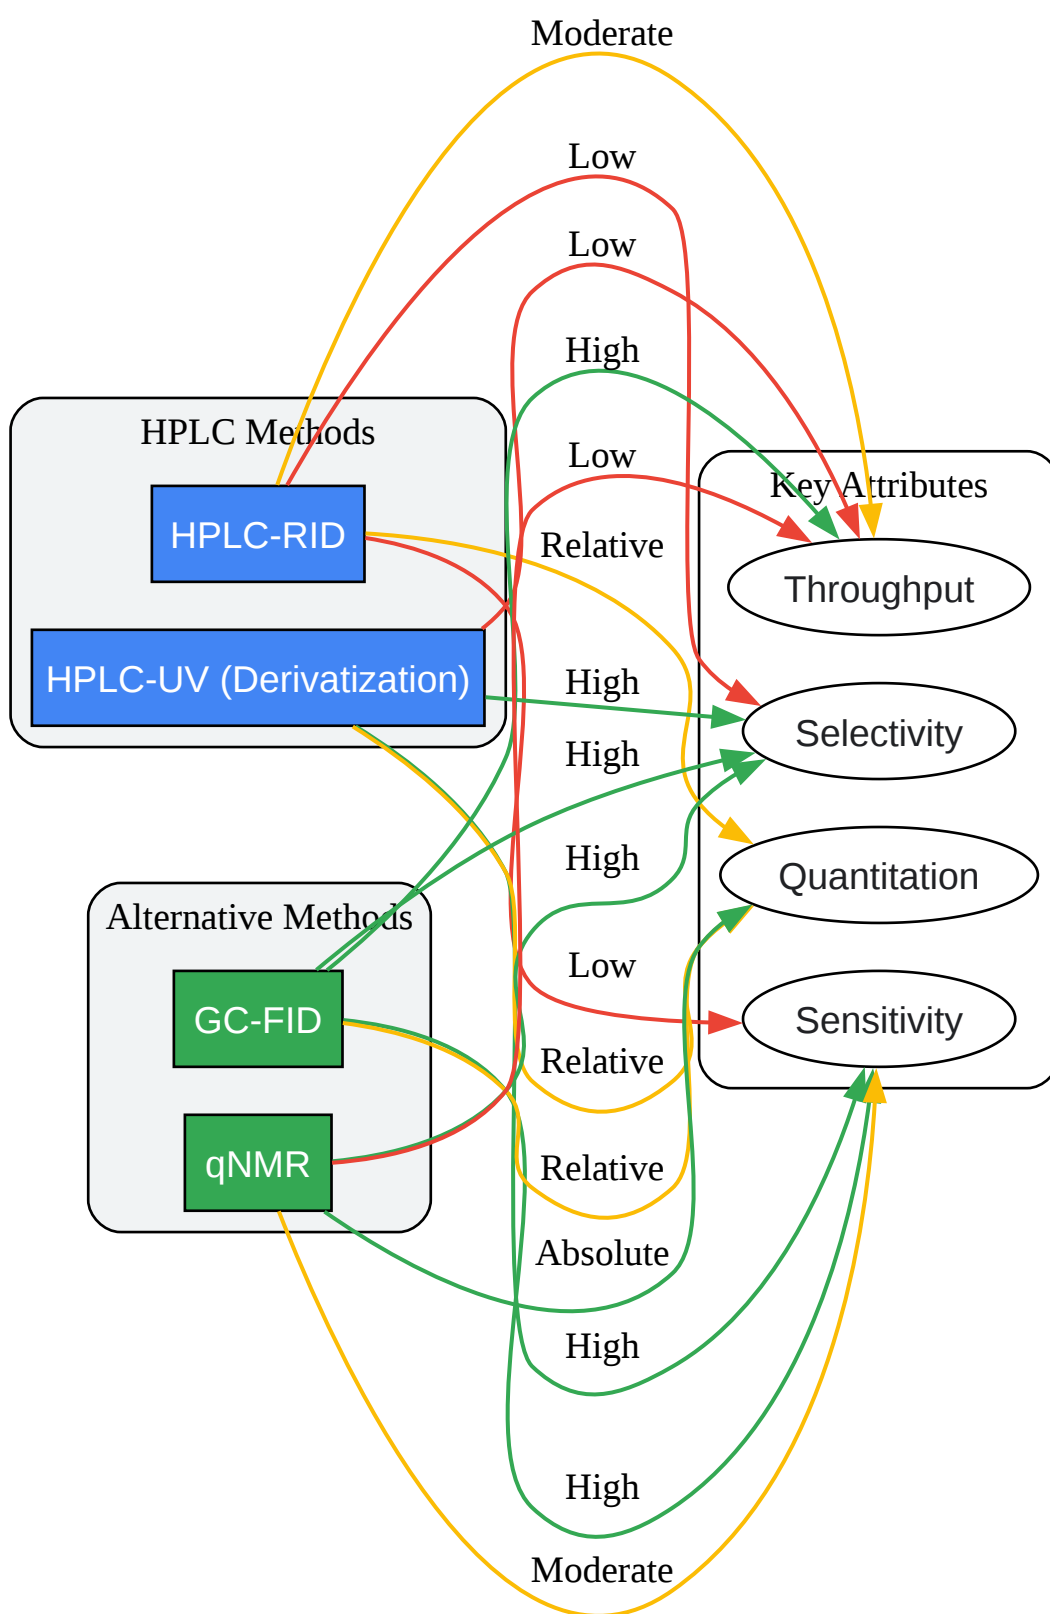 Moderate
Low
Low
High
HPLC Methods
Low
Key Attributes
HPLC-RID
Relative
Throughput
HPLC-UV (Derivatization)
High
Selectivity
High
High
Quantitation
Alternative Methods
Low
GC-FID
Sensitivity
Relative
qNMR
Relative
Absolute
High
High
Moderate